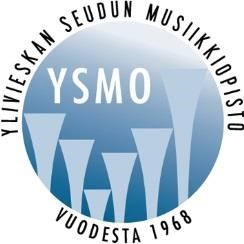 YLIVIESKAN SEUDUN MUSIIKKIOPISTO
YSMO
VUODESTA 1968